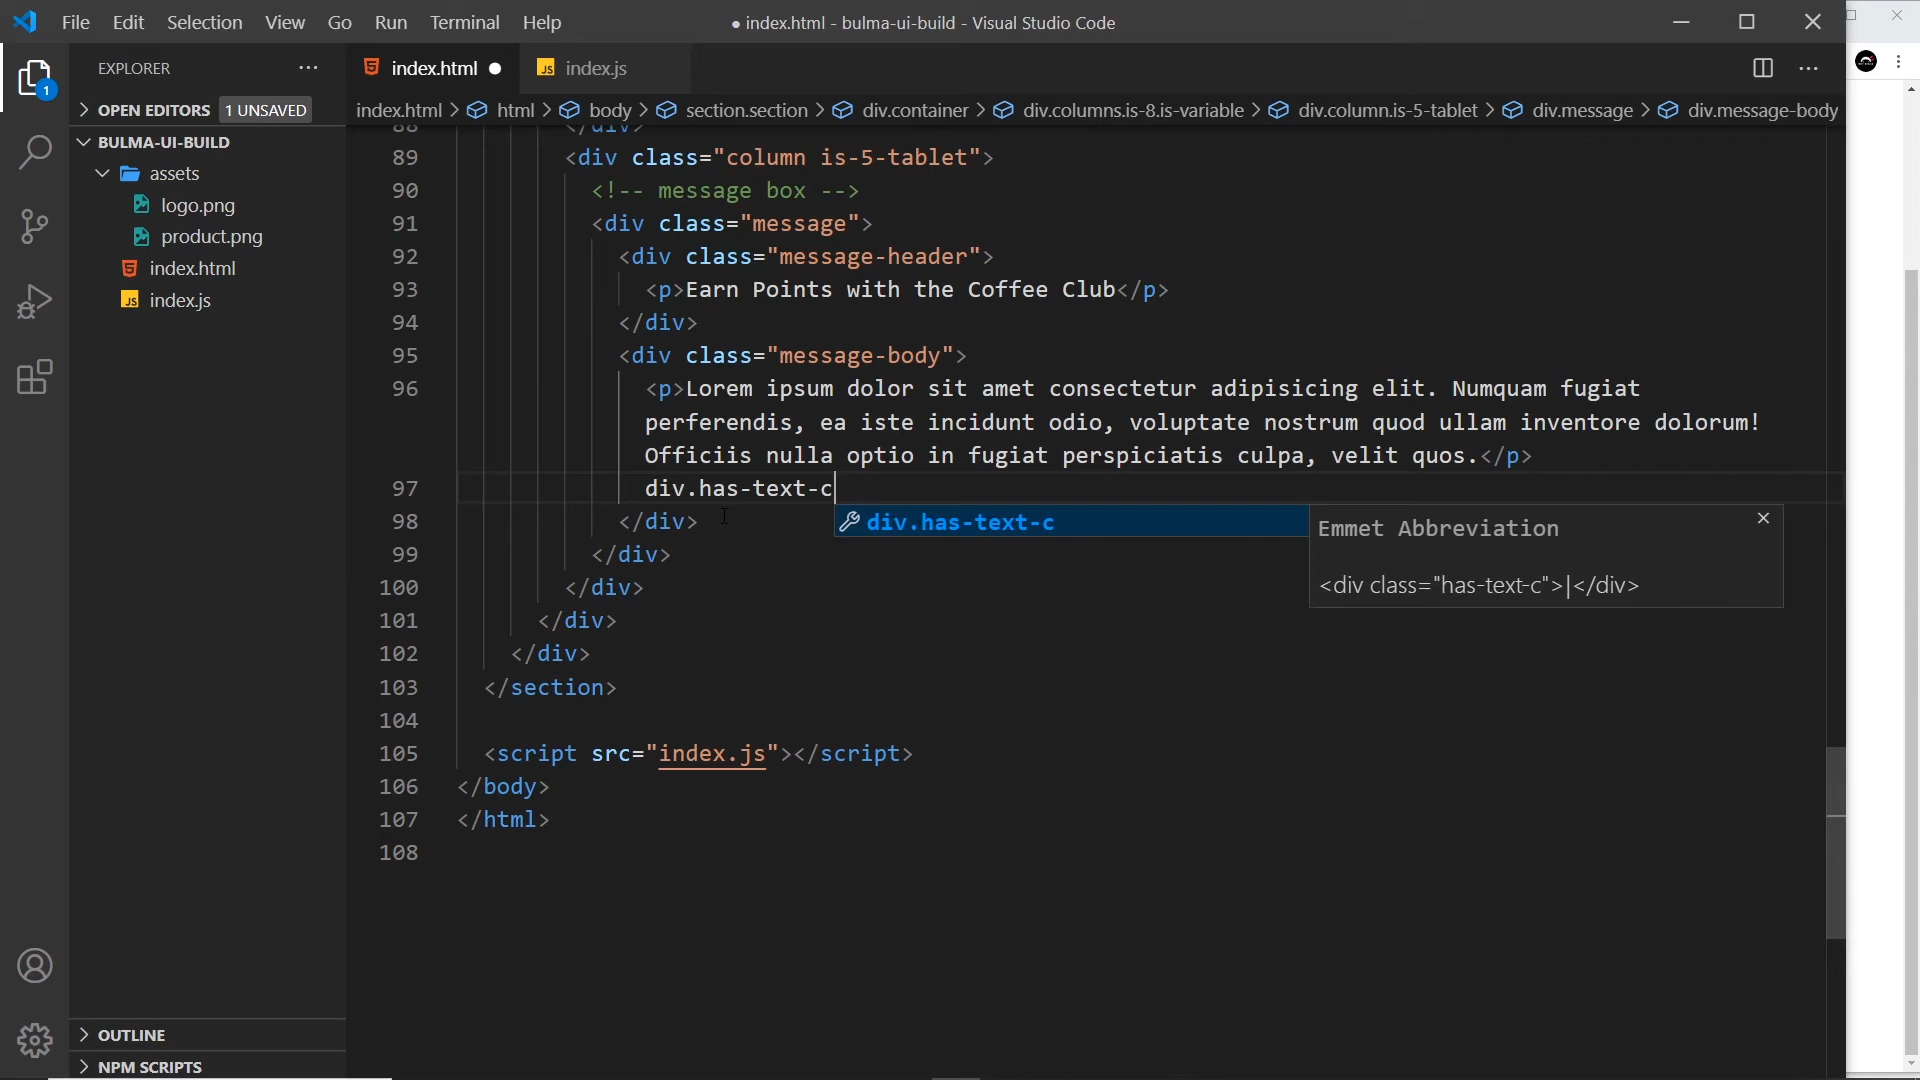 File Edit Selection View Go Run Terminal Help
● index.html - bulma-ui-build - Visual Studio Code
EXPLORER
index.html
JS index.js
OPEN EDITORS 1 UNSAVED
index.html > html > body > section.section > div.container > div.columns.is-8.is-variable > div.column.is-5-tablet > div.message > div.message-body
BULMA-UI-BUILD
assets
logo.png
product.png
index.html
JS index.js
1
88 </div>
89 <div class="column is-5-tablet">
90 <!-- message box -->
91 <div class="message">
92 <div class="message-header">
93 <p>Earn Points with the Coffee Club</p>
94 </div>
95 <div class="message-body">
96 <p>Lorem ipsum dolor sit amet consectetur adipisicing elit. Numquam fugiat
perferendis, ea iste incidunt odio, voluptate nostrum quod ullam inventore dolorum!
Officiis nulla optio in fugiat perspiciatis culpa, velit quos.</p>
97 div.has-text-c
98 </div>
div.has-text-c
Emmet Abbreviation
<div class="has-text-c">|</div>
99 </div>
100 </div>
101 </div>
102 </div>
103 </section>
104
105 <script src="index.js"></script>
106 </body>
107 </html>
108
OUTLINE
NPM SCRIPTS